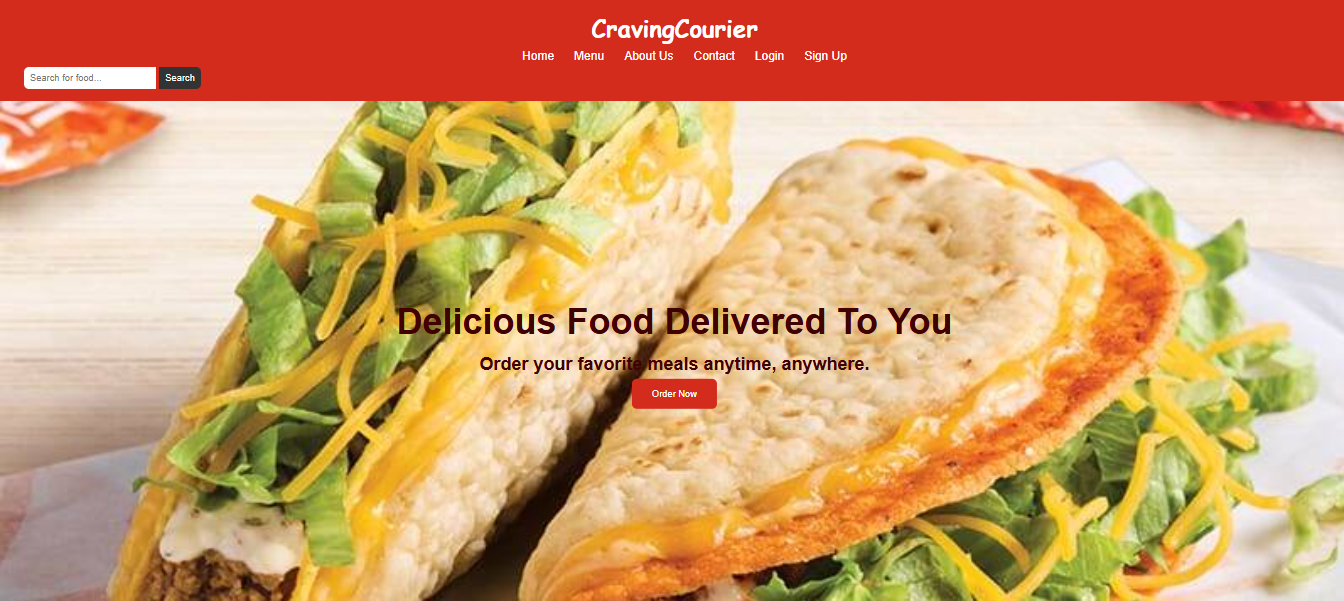 CravingCourier
Home Menu About Us Contact Login Sign Up
Search for food... Search
Delicious Food Delivered To You
Order your favorite meals anytime, anywhere.
Order Now